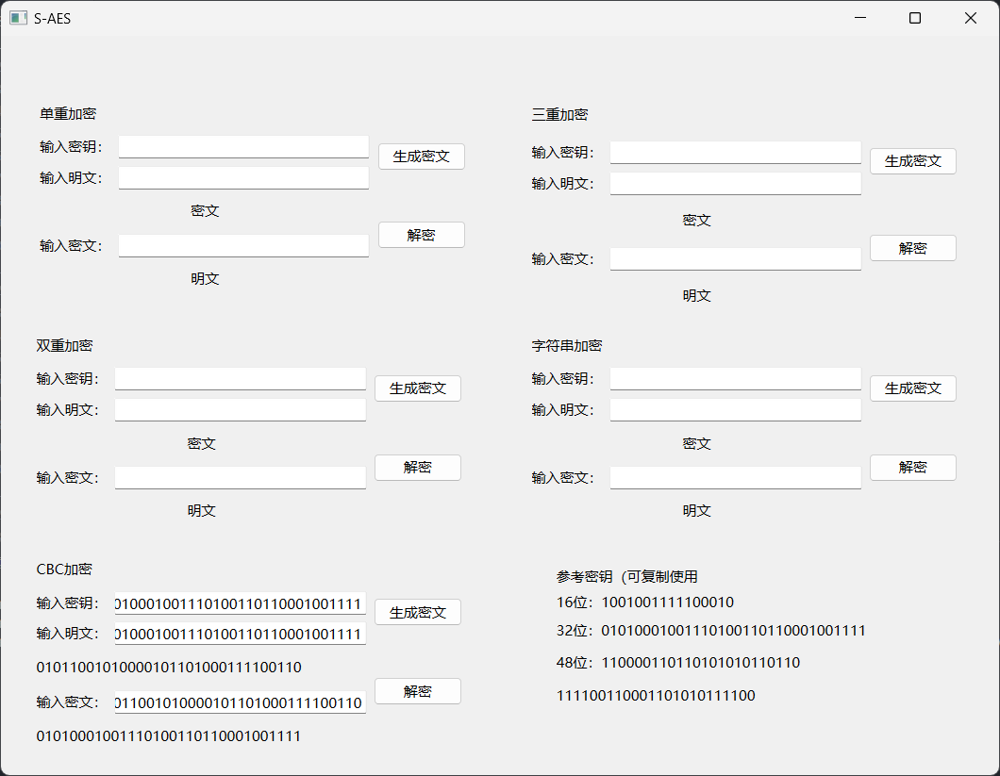 S-AES
单重加密
输入密钥：
生成密文
输入明文：
密文
解密
输入密文：
明文
三重加密
输入密钥：
生成密文
输入明文：
密文
解密
输入密文：
明文
双重加密
输入密钥：
生成密文
输入明文：
密文
解密
输入密文：
明文
字符串加密
输入密钥：
生成密文
输入明文：
密文
解密
输入密文：
明文
CBC加密
输入密钥： 010001001110100110110001001111
生成密文
输入明文： 010001001110100110110001001111
01011001010000101101000111100110
解密
输入密文： 011001010000101101000111100110
01010001001110100110110001001111
参考密钥（可复制使用
16位：1001001111100010
32位：01010001001110100110110001001111
48位：110000110110101010110110
111100110001101010111100